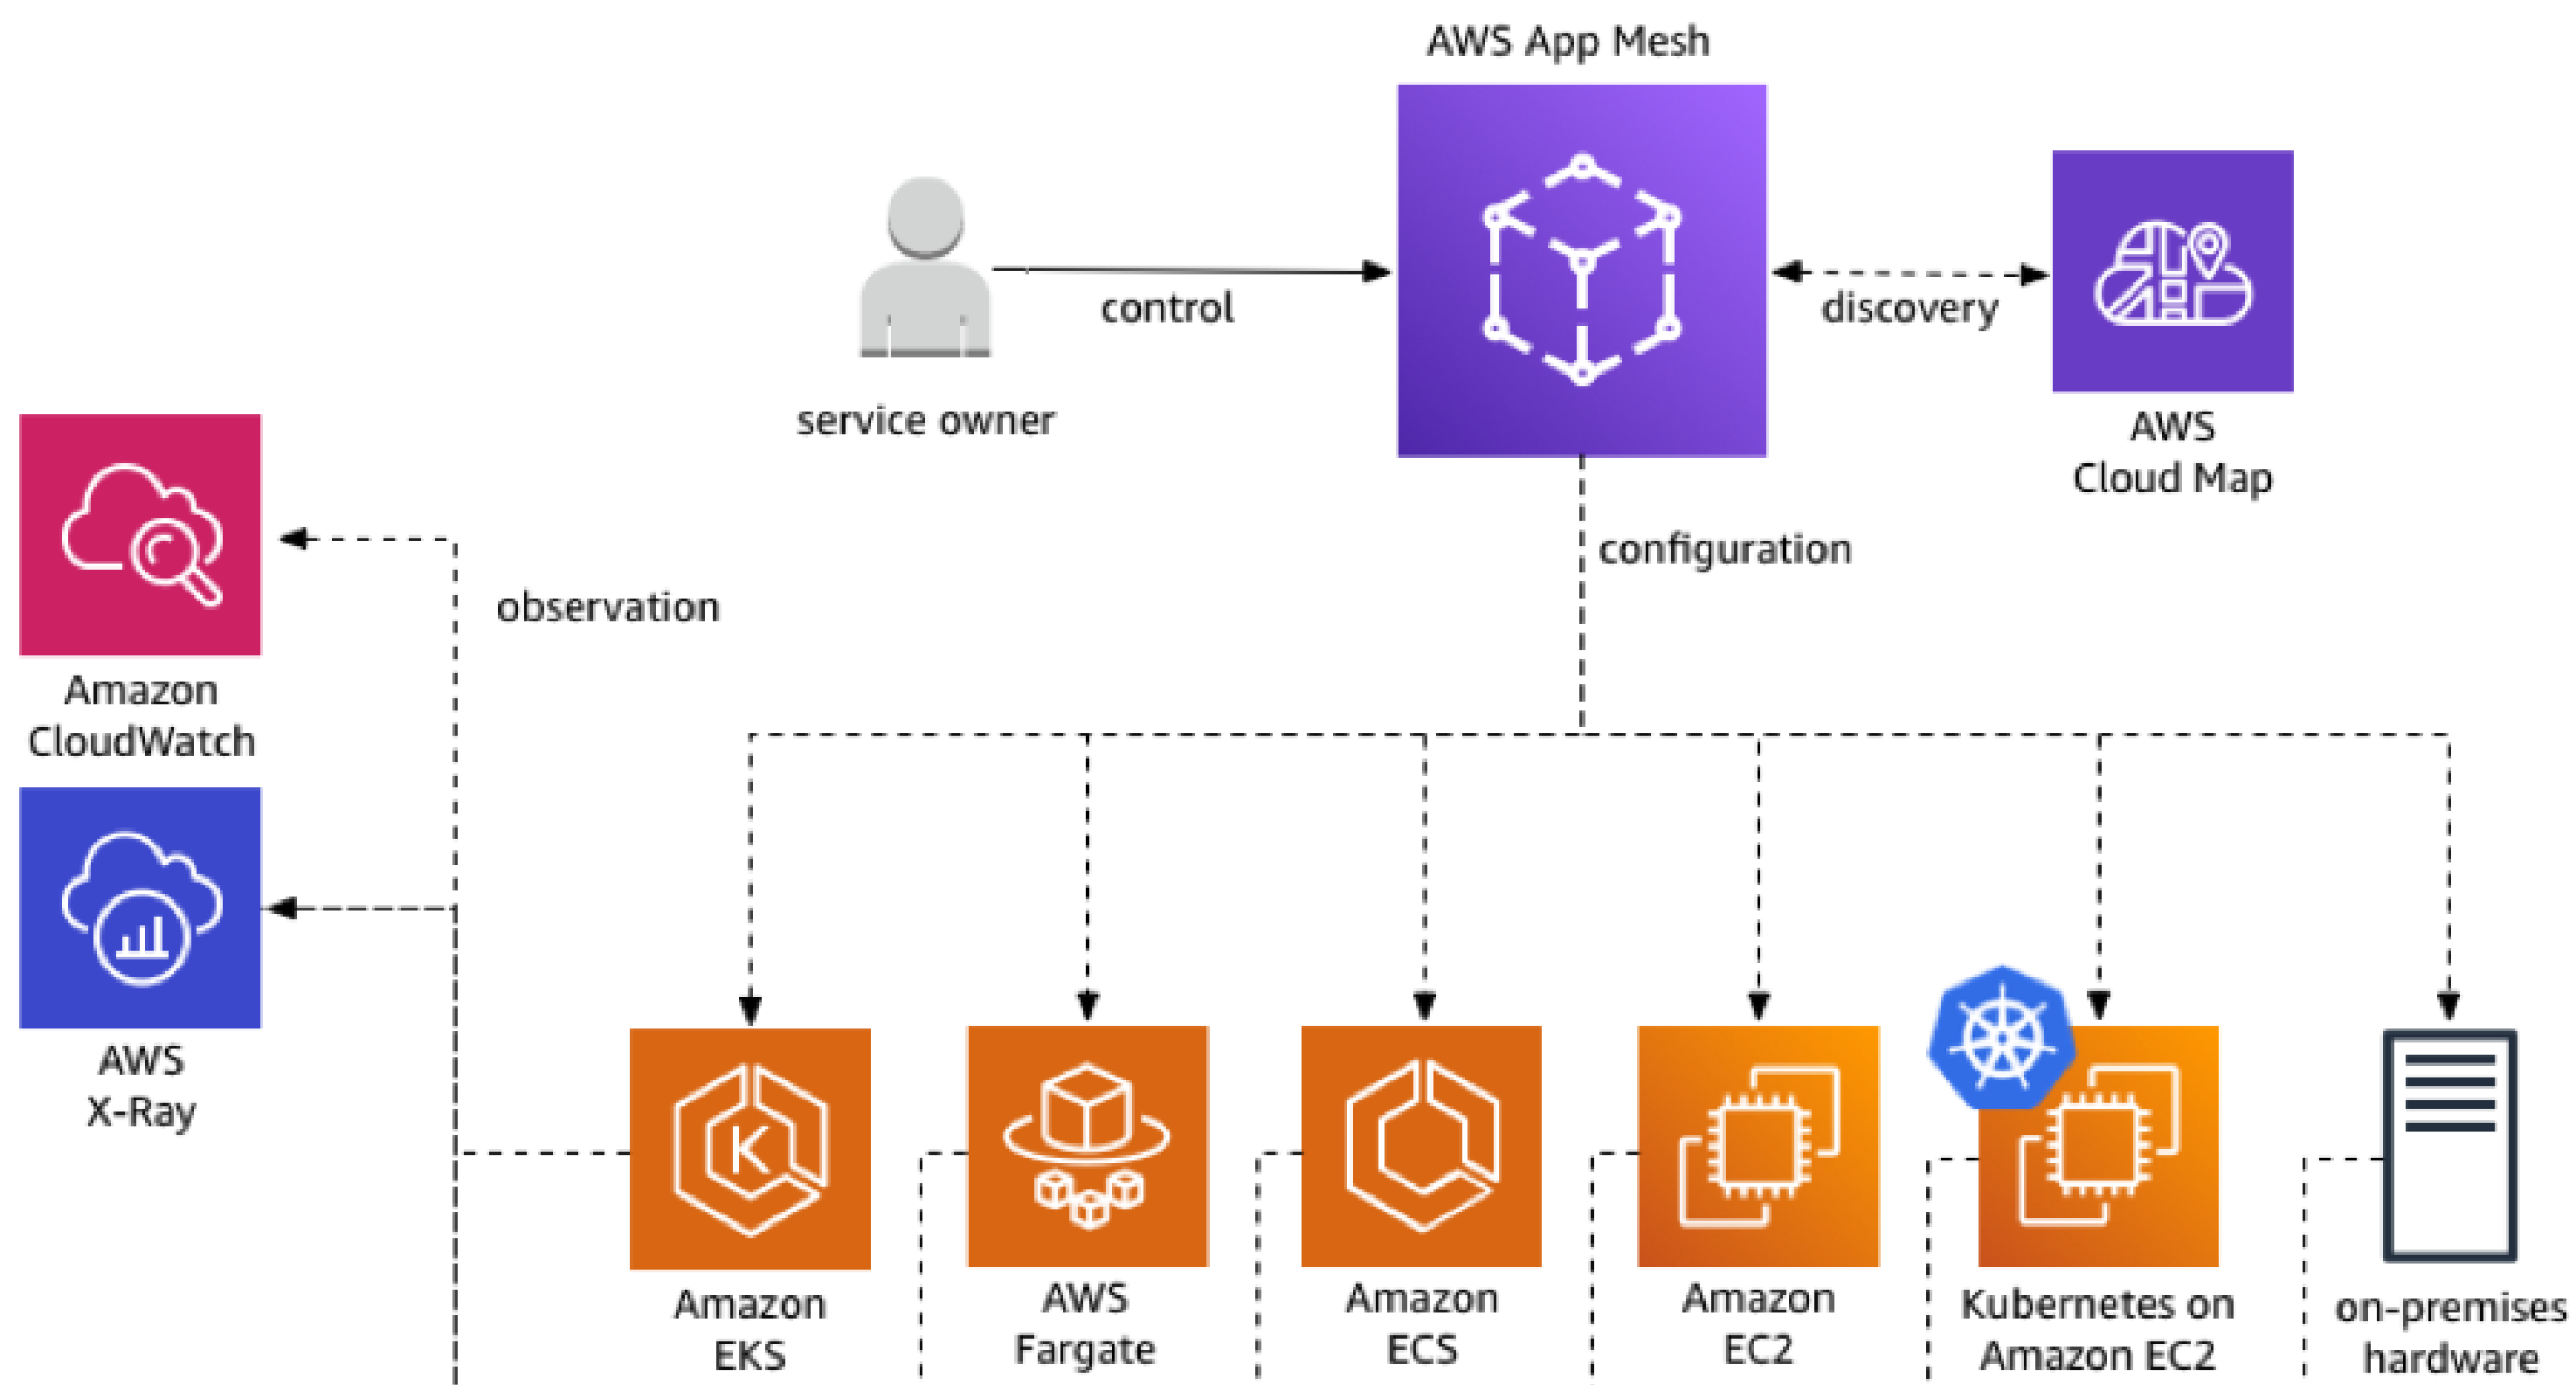 AWS App Mesh
control
discovery
service owner
AWS
Cloud Map
configuration
observation
Amazon
CloudWatch
AWS
X-Ray
K
Amazon
EKS
AWS
Fargate
Amazon
ECS
Amazon
EC2
Kubernetes on
Amazon EC2
on-premises
hardware